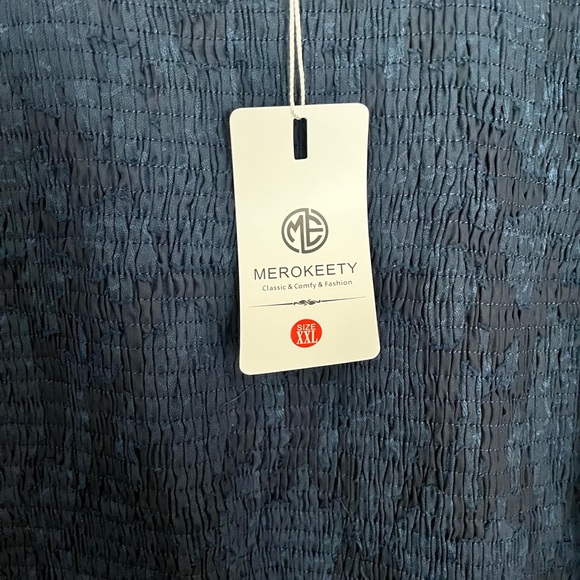 ME
MEROKEETY
Classic & Comfy & Fashion
SIZE
XXL